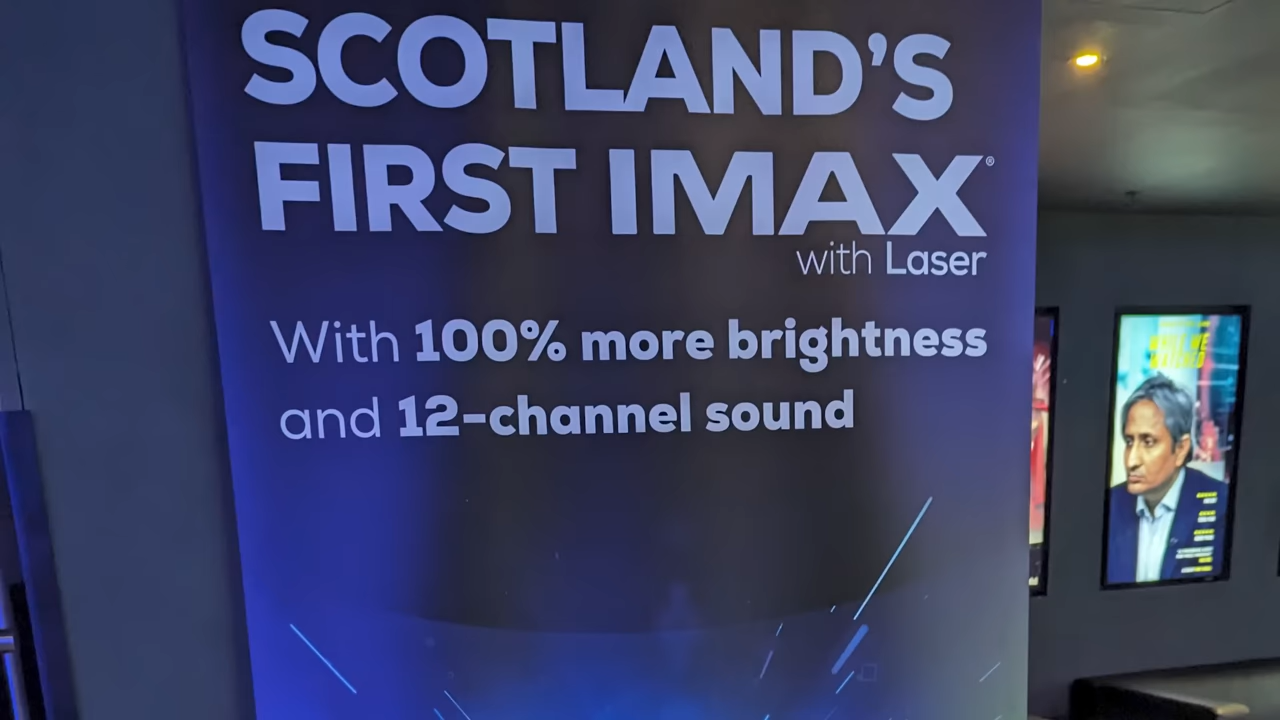 SCOTLAND'S
FIRST IMAX®
with Laser
With 100% more brightness
and 12-channel sound